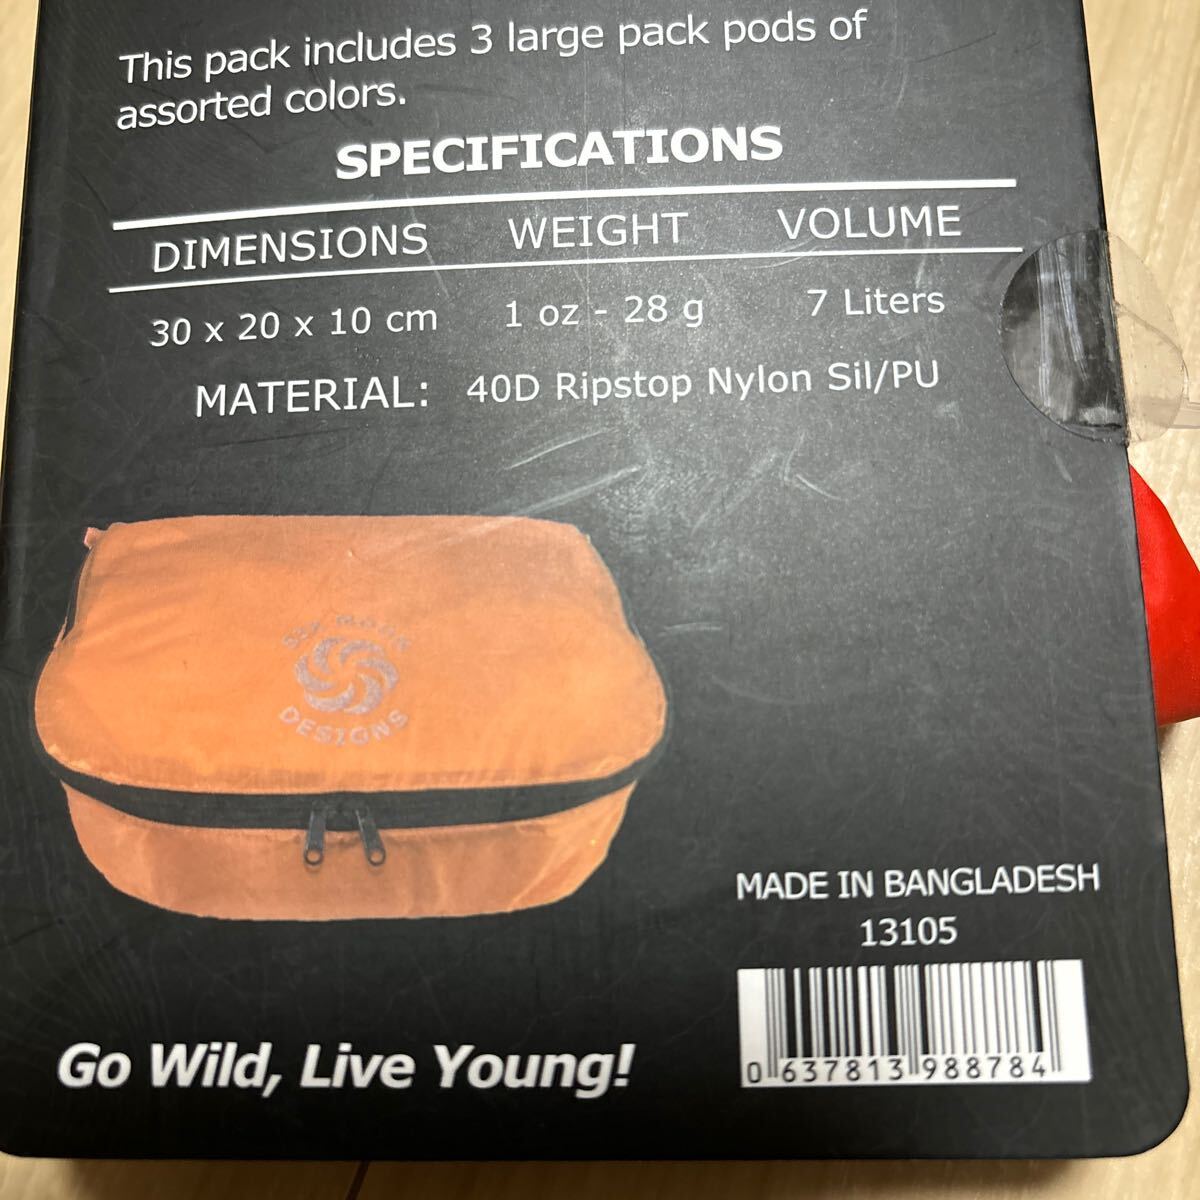 This pack includes 3 large pack pods of
assorted colors.
SPECIFICATIONS
DIMENSIONS WEIGHT VOLUME
30 x 20 x 10 cm 1 oz - 28 g 7 Liters
MATERIAL: 40D Ripstop Nylon Sil/PU
SIX MOON
DESIGNS
MADE IN BANGLADESH
13105
Go Wild, Live Young!
0 637813 988784